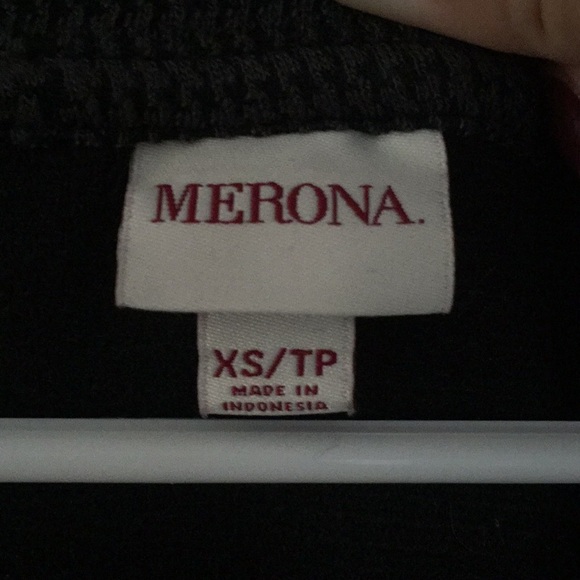 MERONA.
XS/TP
MADE IN
INDONESIA